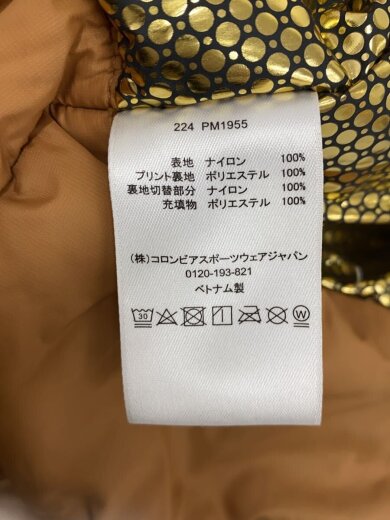 224 PM1955
表地 ナイロン 100%
プリント裏地 ポリエステル 100%
裏地切替部分 ナイロン 100%
充填物 ポリエステル 100%
(株)コロンビアスポーツウェアジャパン
0120-193-821
ベトナム製
30 W